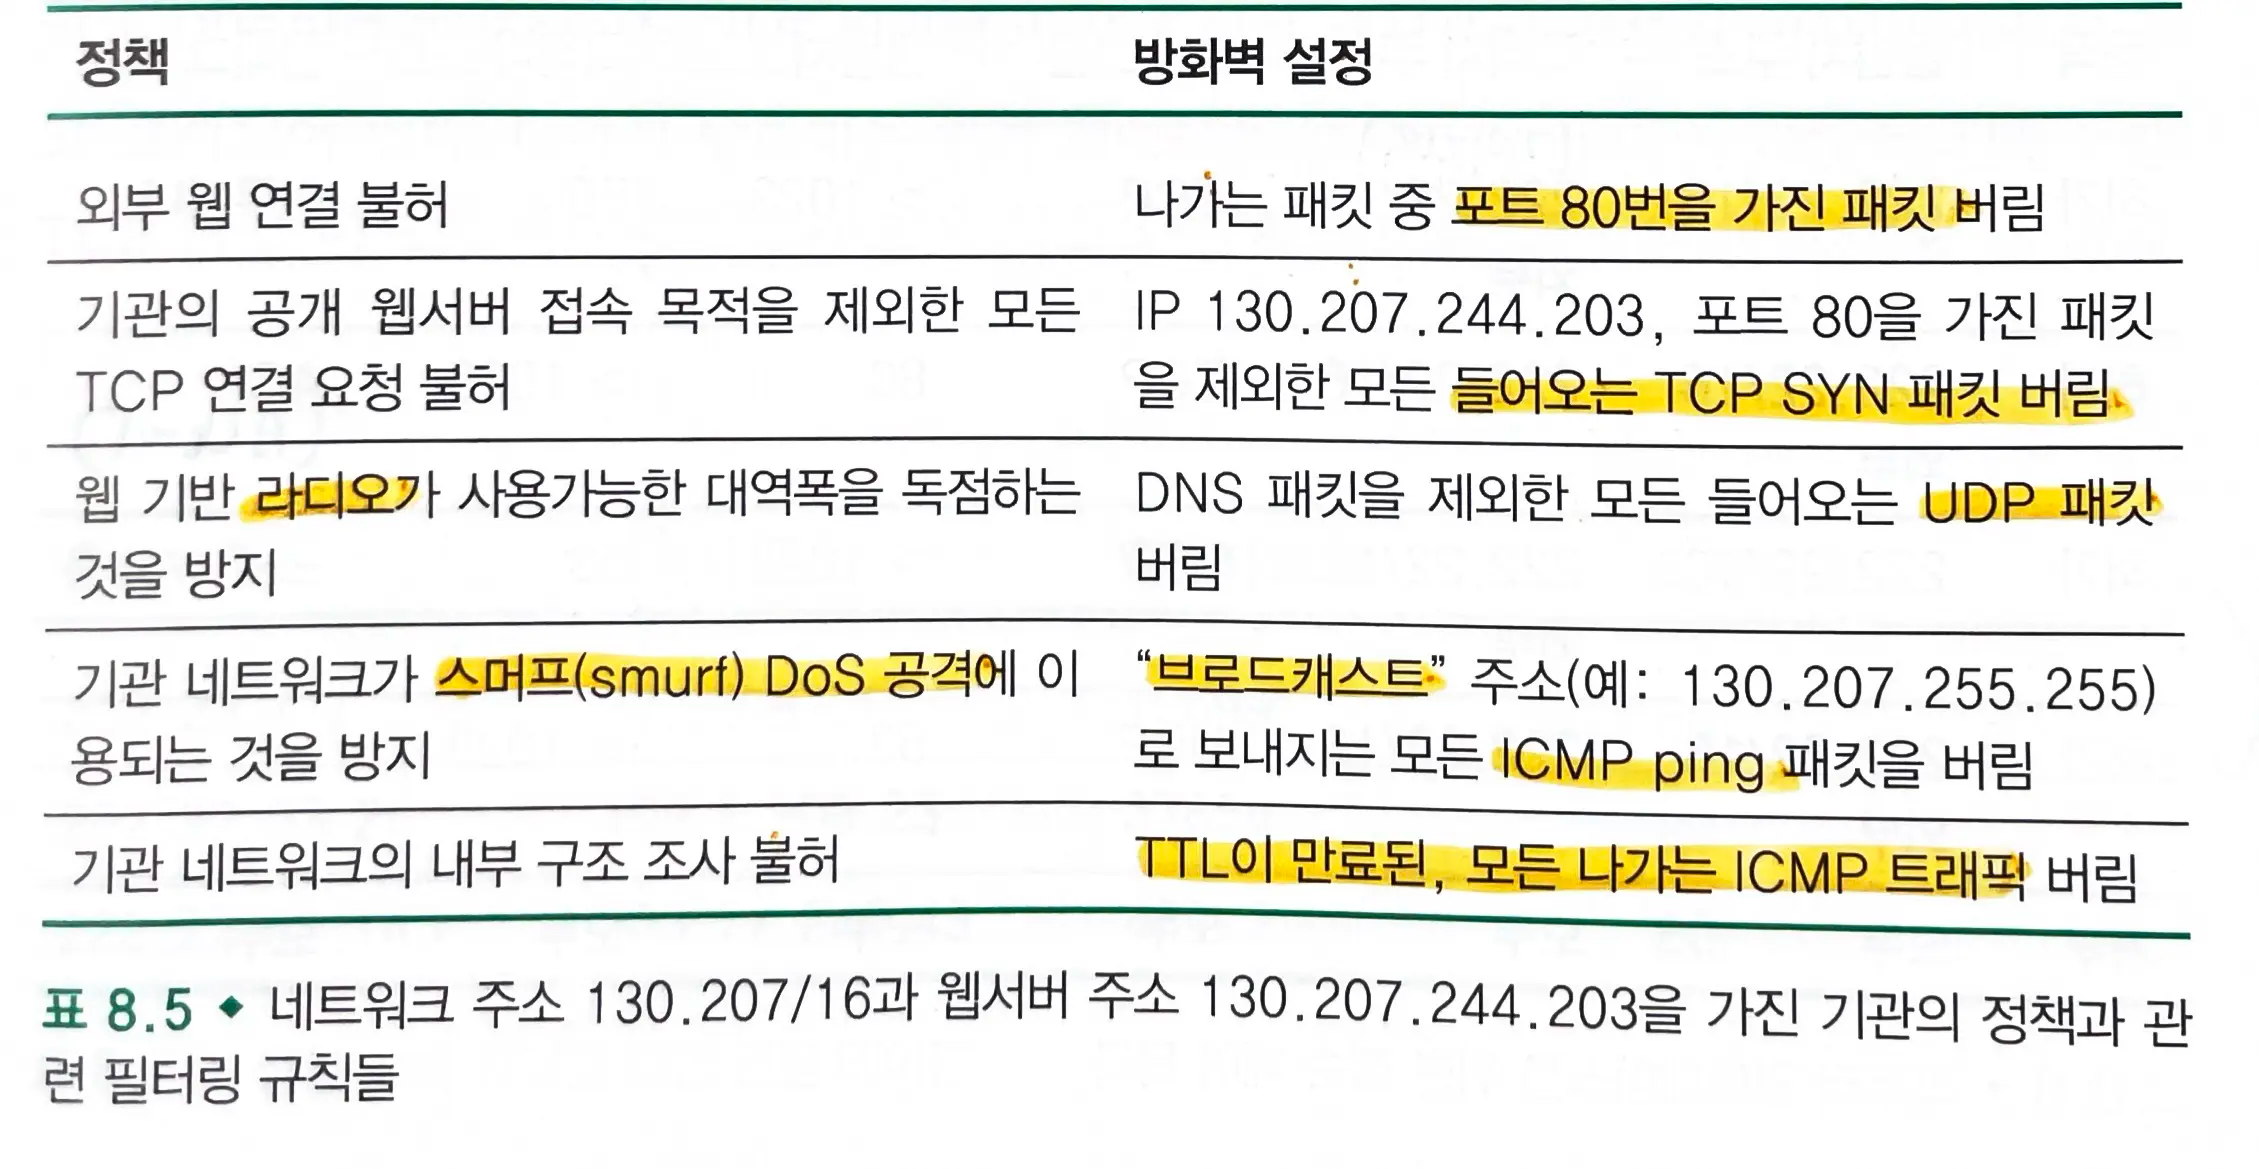 정책 방화벽 설정
외부 웹 연결 불허 나가는 패킷 중 포트 80번을 가진 패킷 버림
기관의 공개 웹서버 접속 목적을 제외한 모든
TCP 연결 요청 불허
IP 130.207.244.203, 포트 80을 가진 패킷
을 제외한 모든 들어오는 TCP SYN 패킷 버림
웹 기반 라디오가 사용가능한 대역폭을 독점하는
것을 방지
DNS 패킷을 제외한 모든 들어오는 UDP 패킷
버림
기관 네트워크가 스머프(smurf) DoS 공격에 이
용되는 것을 방지
“브로드캐스트” 주소(예: 130.207.255.255)
로 보내지는 모든 ICMP ping 패킷을 버림
기관 네트워크의 내부 구조 조사 불허 TTL이 만료된, 모든 나가는 ICMP 트래픽 버림
표 8.5 ◆ 네트워크 주소 130.207/16과 웹서버 주소 130.207.244.203을 가진 기관의 정책과 관
련 필터링 규칙들